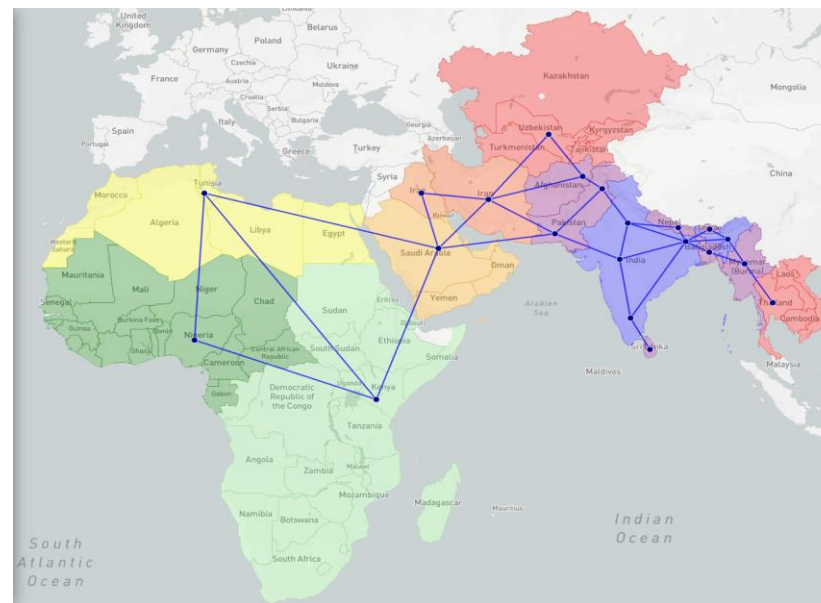 United
Kingdom
Belarus
Poland
Germany
Czechia
Ukraine
France
Austria
Moldova
Croatia
Serbia
Italy
Bulgaria
Georgia
Azerbaijan
Spain
Portugal
Greece
Turkey
Syria
Kazakhstan
Mongolia
Uzbekistan
Kyrgyzstan
Turkmenistan
Tajikistan
China
Tunisia
Morocco
Algeria
Libya
Egypt
Western
Sahara
Iran
Afghanistan
Kuwait
Pakistan
Nepal
Saudi Arabia
Oman
Yemen
India
Bangladesh
Myanmar
(Burma)
Laos
Thailand
Cambodia
Mauritania
Mali
Niger
Chad
Sudan
Eritrea
Djibouti
Senegal
Burkina Faso
Guinea
Benin
Ghana
Nigeria
Central African
Republic
South Sudan
Ethiopia
Somalia
Arabian
Sea
Sri Lanka
Maldives
Malaysia
Cameroon
Gabon
Uganda
Kenya
Democratic
Republic of
the Congo
Tanzania
Angola
Zambia
Malawi
Mozambique
Madagascar
Mauritius
Namibia
Botswana
South Africa
South
Atlantic
Ocean
Indian
Ocean